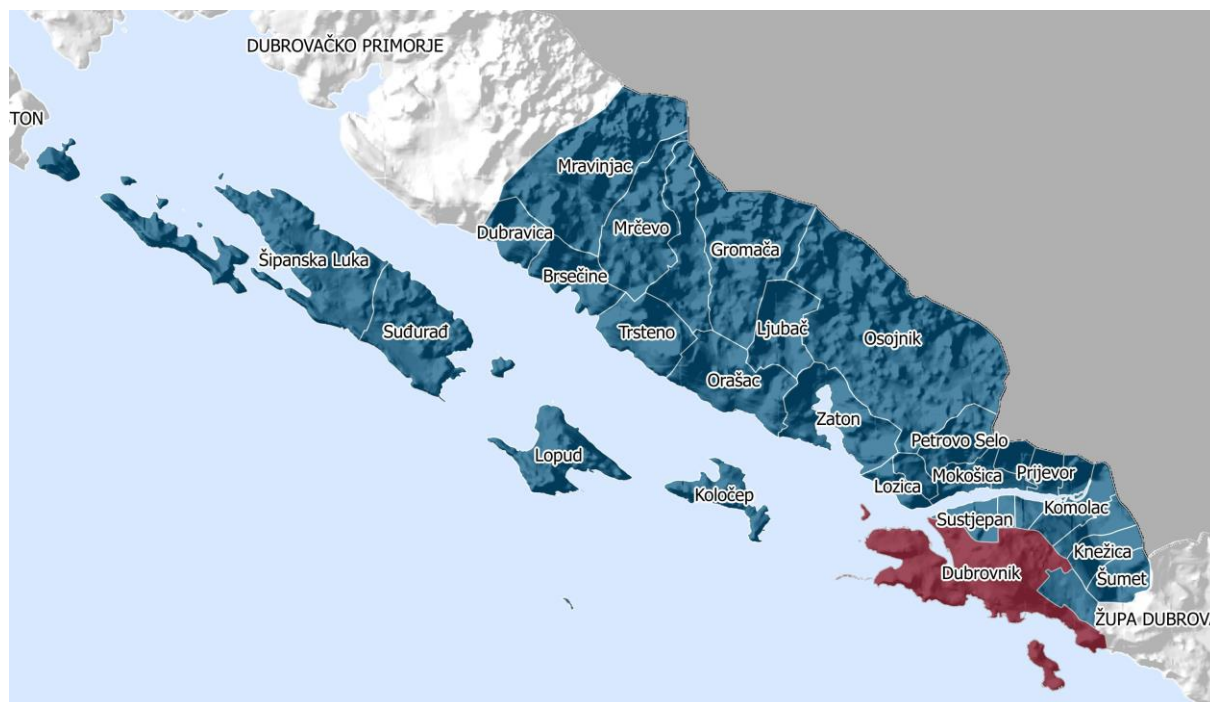 DUBROVAČKO PRIMORJE
TON
Mravinjac
Dubravica
Mrčevo
Gromača
Šipanska Luka
Brsečine
Suđurađ
Trsteno
Ljubač
Osojnik
Orašac
Zaton
Petrovo Selo
Lopud
Mokošica
Prijevor
Lozica
Koločep
Komolac
Sustjepan
Knežica
Dubrovnik
Šumet
ŽUPA DUBROVA